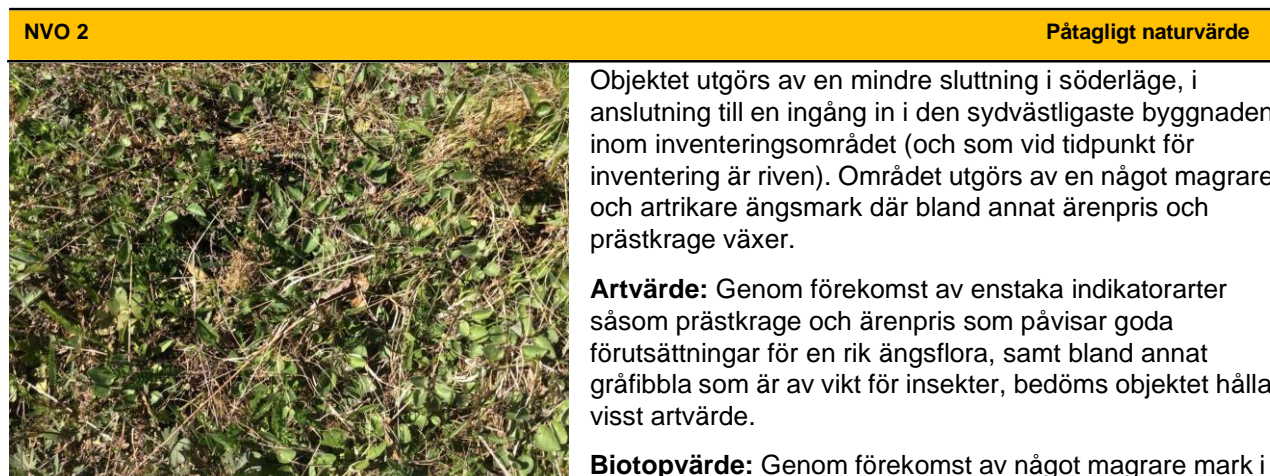 NVO 2 Påtagligt naturvärde
Objektet utgörs av en mindre sluttning i söderläge, i
anslutning till en ingång in i den sydvästligaste byggnaden
inom inventeringsområdet (och som vid tidpunkt för
inventering är riven). Området utgörs av en något magrare
och artrikare ängsmark där bland annat ärenpris och
prästkrage växer.
Artvärde: Genom förekomst av enstaka indikatorarter
såsom prästkrage och ärenpris som påvisar goda
förutsättningar för en rik ängsflora, samt bland annat
gråfibbla som är av vikt för insekter, bedöms objektet hålla
visst artvärde.
Biotopvärde: Genom förekomst av något magrare mark i